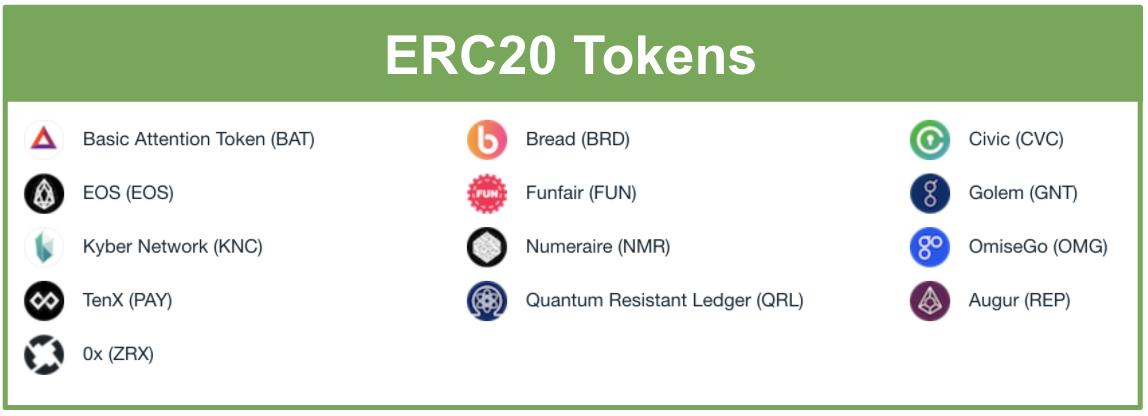 ERC20 Tokens
Basic Attention Token (BAT)
Bread (BRD)
Civic (CVC)
EOS (EOS)
FUN
Funfair (FUN)
Golem (GNT)
Kyber Network (KNC)
Numeraire (NMR)
OmiseGo (OMG)
TenX (PAY)
Quantum Resistant Ledger (QRL)
Augur (REP)
0x (ZRX)